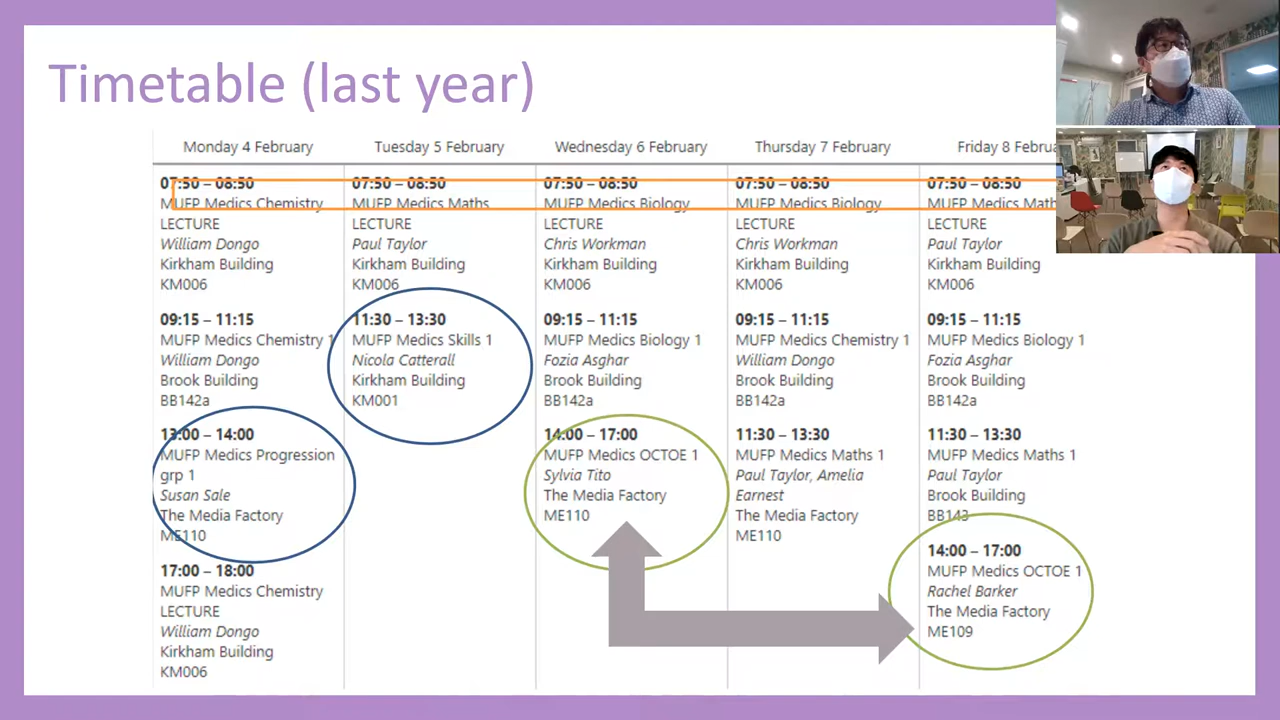 Timetable (last year)
Monday 4 February
07:50 – 08:50
MUFP Medics Chemistry
LECTURE
William Dongo
Kirkham Building
KM006
09:15 – 11:15
MUFP Medics Chemistry 1
William Dongo
Brook Building
BB142a
13:00 – 14:00
MUFP Medics Progression
grp 1
Susan Sale
The Media Factory
ME110
17:00 – 18:00
MUFP Medics Chemistry
LECTURE
William Dongo
Kirkham Building
KM006
Tuesday 5 February
07:50 – 08:50
MUFP Medics Maths
LECTURE
Paul Taylor
Kirkham Building
KM006
11:30 – 13:30
MUFP Medics Skills 1
Nicola Catterall
Kirkham Building
KM001
Wednesday 6 February
07:50 – 08:50
MUFP Medics Biology
LECTURE
Chris Workman
Kirkham Building
KM006
09:15 – 11:15
MUFP Medics Biology 1
Fozia Asghar
Brook Building
BB142a
14:00 – 17:00
MUFP Medics OCTOE 1
Sylvia Tito
The Media Factory
ME110
Thursday 7 February
07:50 – 08:50
MUFP Medics Biology
LECTURE
Chris Workman
Kirkham Building
KM006
09:15 – 11:15
MUFP Medics Chemistry 1
William Dongo
Brook Building
BB142a
11:30 – 13:30
MUFP Medics Maths 1
Paul Taylor, Amelia
Earnest
The Media Factory
ME110
Friday 8 Febru
07:50 – 08:50
MUFP Medics Math
LECTURE
Paul Taylor
Kirkham Building
KM006
09:15 – 11:15
MUFP Medics Biology 1
Fozia Asghar
Brook Building
BB142a
11:30 – 13:30
MUFP Medics Maths 1
Paul Taylor
Brook Building
BB143
14:00 – 17:00
MUFP Medics OCTOE 1
Rachel Barker
The Media Factory
ME109